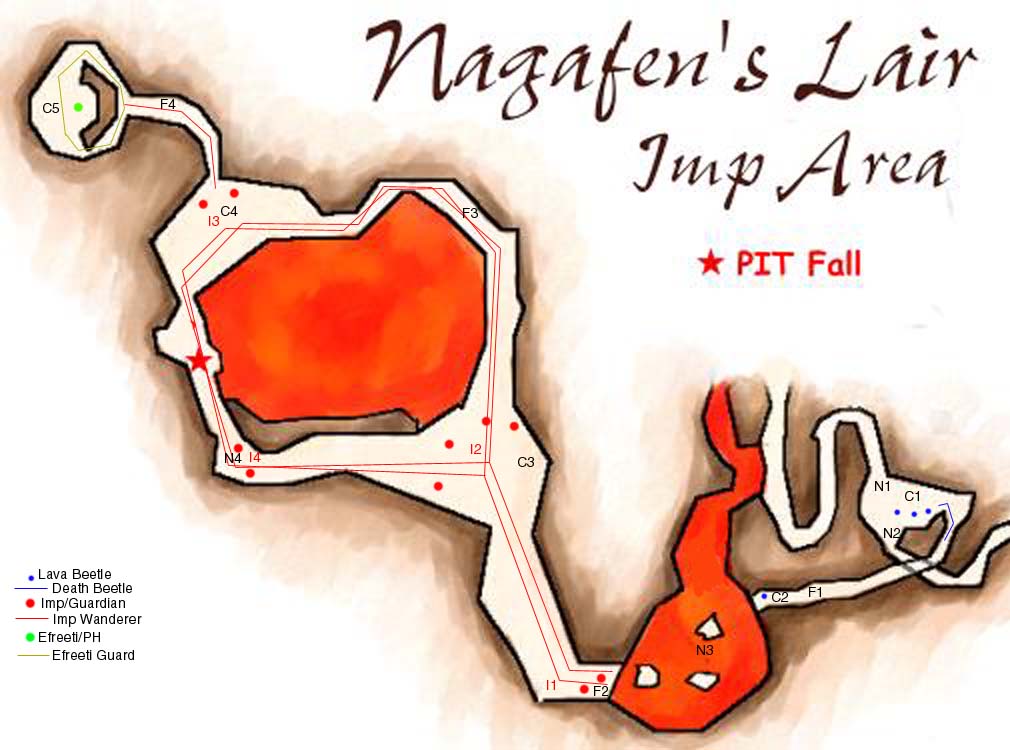 Nagafen's Lair
Imp Area
PIT Fall
C5
F4
C4
I3
F3
N4
I4
I2
C3
N1
C1
N2
C2
F1
N3
I1
F2
Lava Beetle
Death Beetle
Imp/Guardian
Imp Wanderer
Efreeti/PH
Efreeti Guard